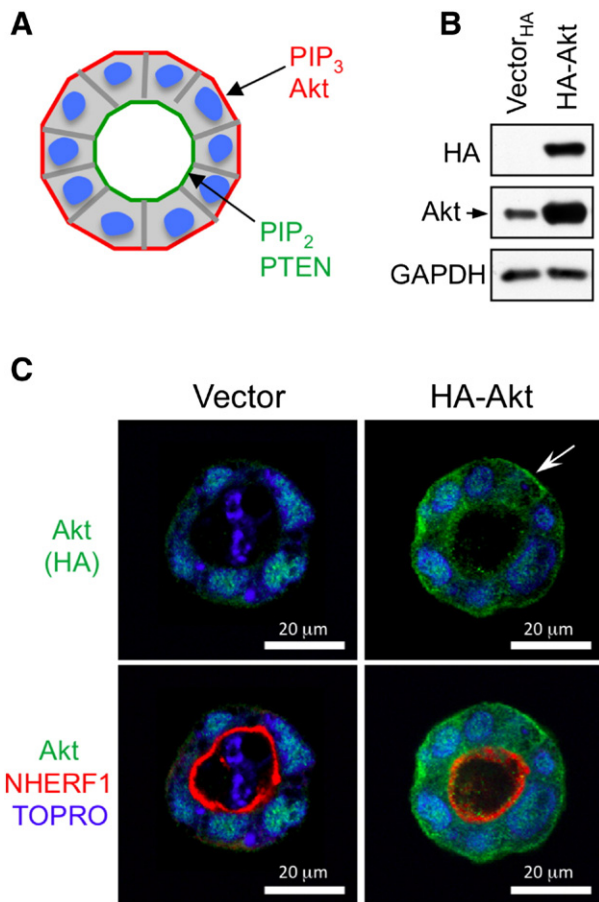 A
PIP3
Akt
PIP2
PTEN
B
VectorHA
HA-Akt
HA
Akt
GAPDH
C
Vector
HA-Akt
Akt
(HA)
20 μm
20 μm
Akt
NHERF1
TOPRO
20 μm
20 μm